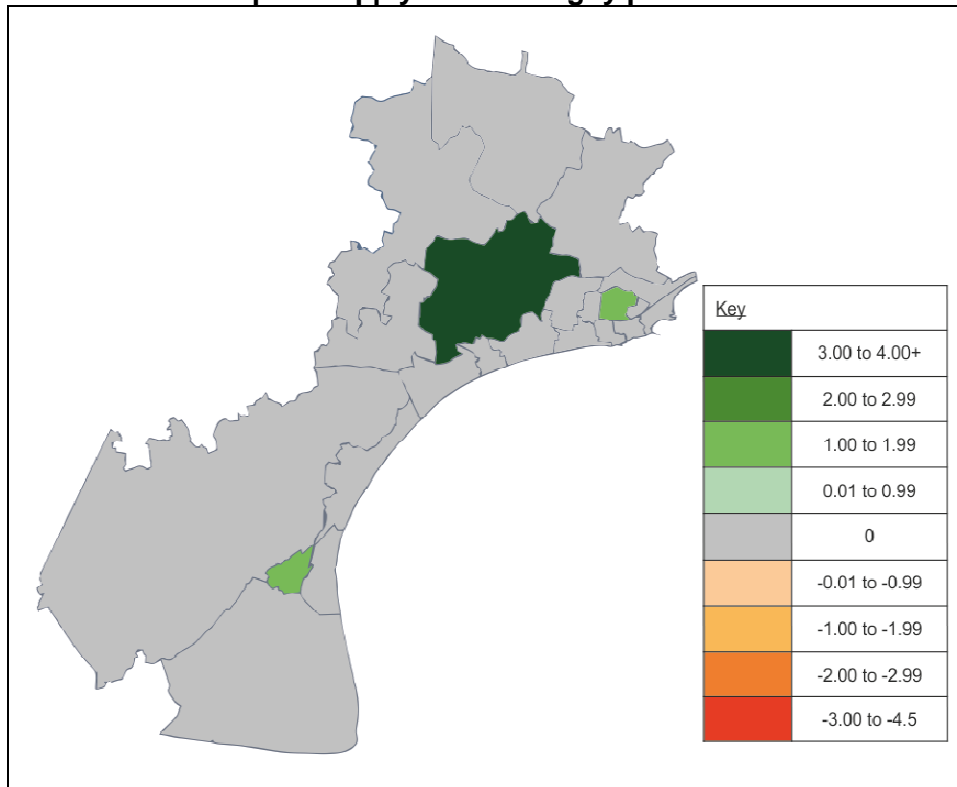 Key
3.00 to 4.00+
2.00 to 2.99
1.00 to 1.99
0.01 to 0.99
0
-0.01 to -0.99
-1.00 to -1.99
-2.00 to -2.99
-3.00 to -4.5